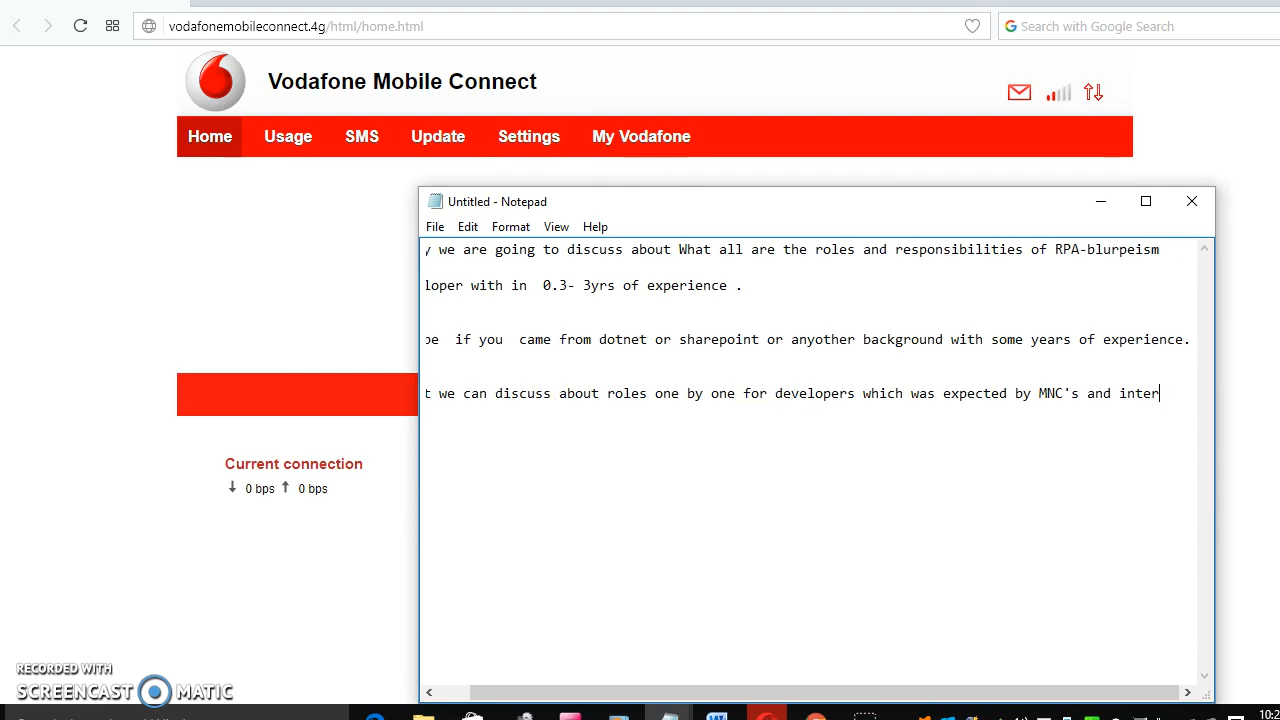 vodafonemobileconnect.4g/html/home.html
Search with Google Search
Vodafone Mobile Connect
Home Usage SMS Update Settings My Vodafone
Untitled - Notepad
File Edit Format View Help
y we are going to discuss about What all are the roles and responsibilities of RPA-blurpeism
loper with in 0.3- 3yrs of experience .
be if you came from dotnet or sharepoint or anyother background with some years of experience.
t we can discuss about roles one by one for developers which was expected by MNC's and inter
Current connection
0 bps 0 bps
RECORDED WITH
SCREENCAST MATIC
10:2